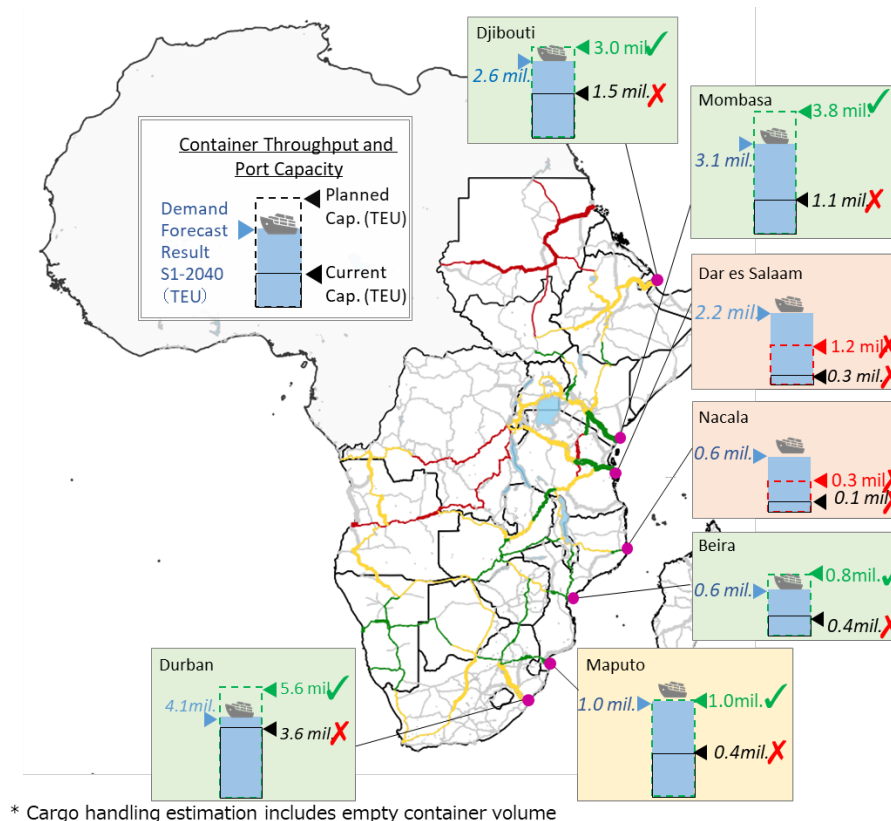 Djibouti
3.0 mil.
2.6 mil.
1.5 mil.
Mombasa
3.8 mil.
3.1 mil.
1.1 mil.
Container Throughput and
Port Capacity
Demand
Forecast
Result
S1-2040
(TEU)
Planned
Cap. (TEU)
Current
Cap. (TEU)
Dar es Salaam
2.2 mil.
1.2 mil
0.3 mil.
Nacala
0.6 mil.
0.3 mil
0.1 mil.
Beira
0.8mil.
0.6 mil.
0.4mil.
Durban
5.6 mil
4.1mil.
3.6 mil.
Maputo
1.0 mil.
1.0mil.
0.4mil.
* Cargo handling estimation includes empty container volume